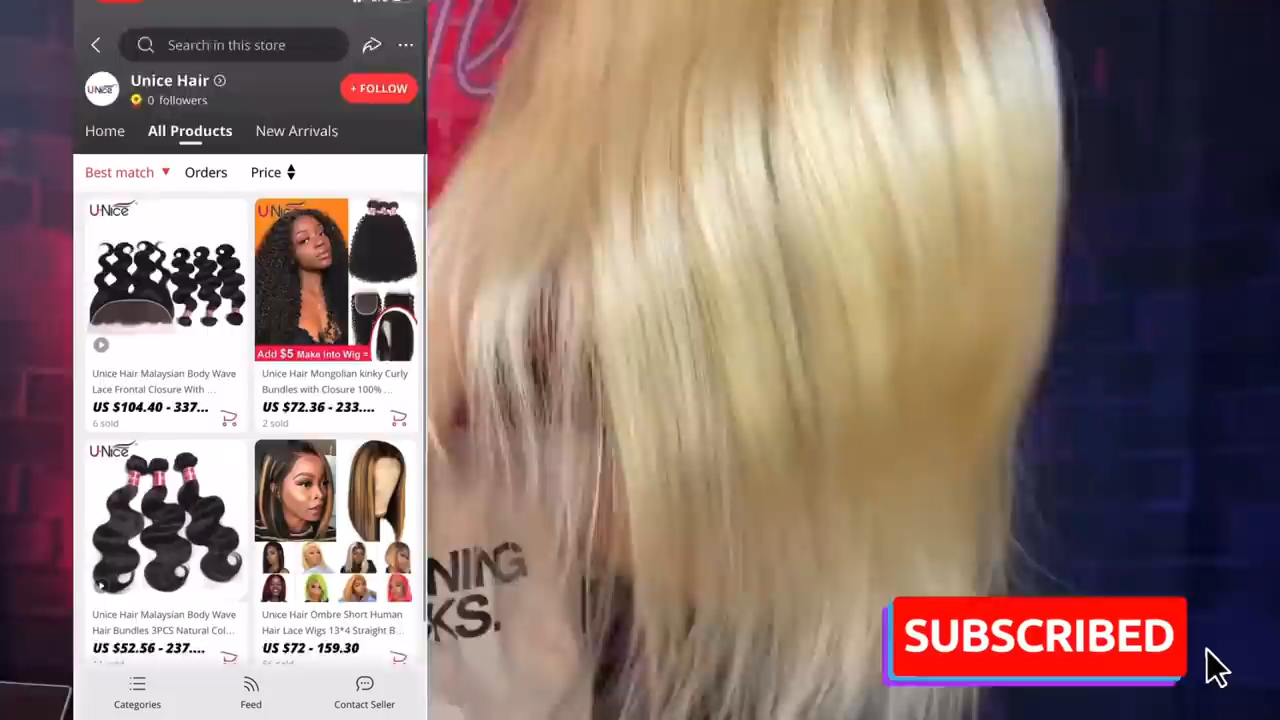 Search in this store
Unice Hair
UNice
0 followers
+ FOLLOW
Home
All Products
New Arrivals
Best match
Orders
Price
UNice
Unice Hair Malaysian Body Wave
Lace Frontal Closure With ...
US $104.40 - 337...
6 sold
UNice
Add $5 Make Into Wig =
Unice Hair Mongolian kinky Curly
Bundles with Closure 100% ...
US $72.36 - 233....
2 sold
UNice
Unice Hair Malaysian Body Wave
Hair Bundles 3PCS Natural Col...
US $52.56 - 237....
Unice Hair Ombre Short Human
Hair Lace Wigs 13*4 Straight B...
US $72 - 159.30
Categories
Feed
Contact Seller
NING
KS.
SUBSCRIBED